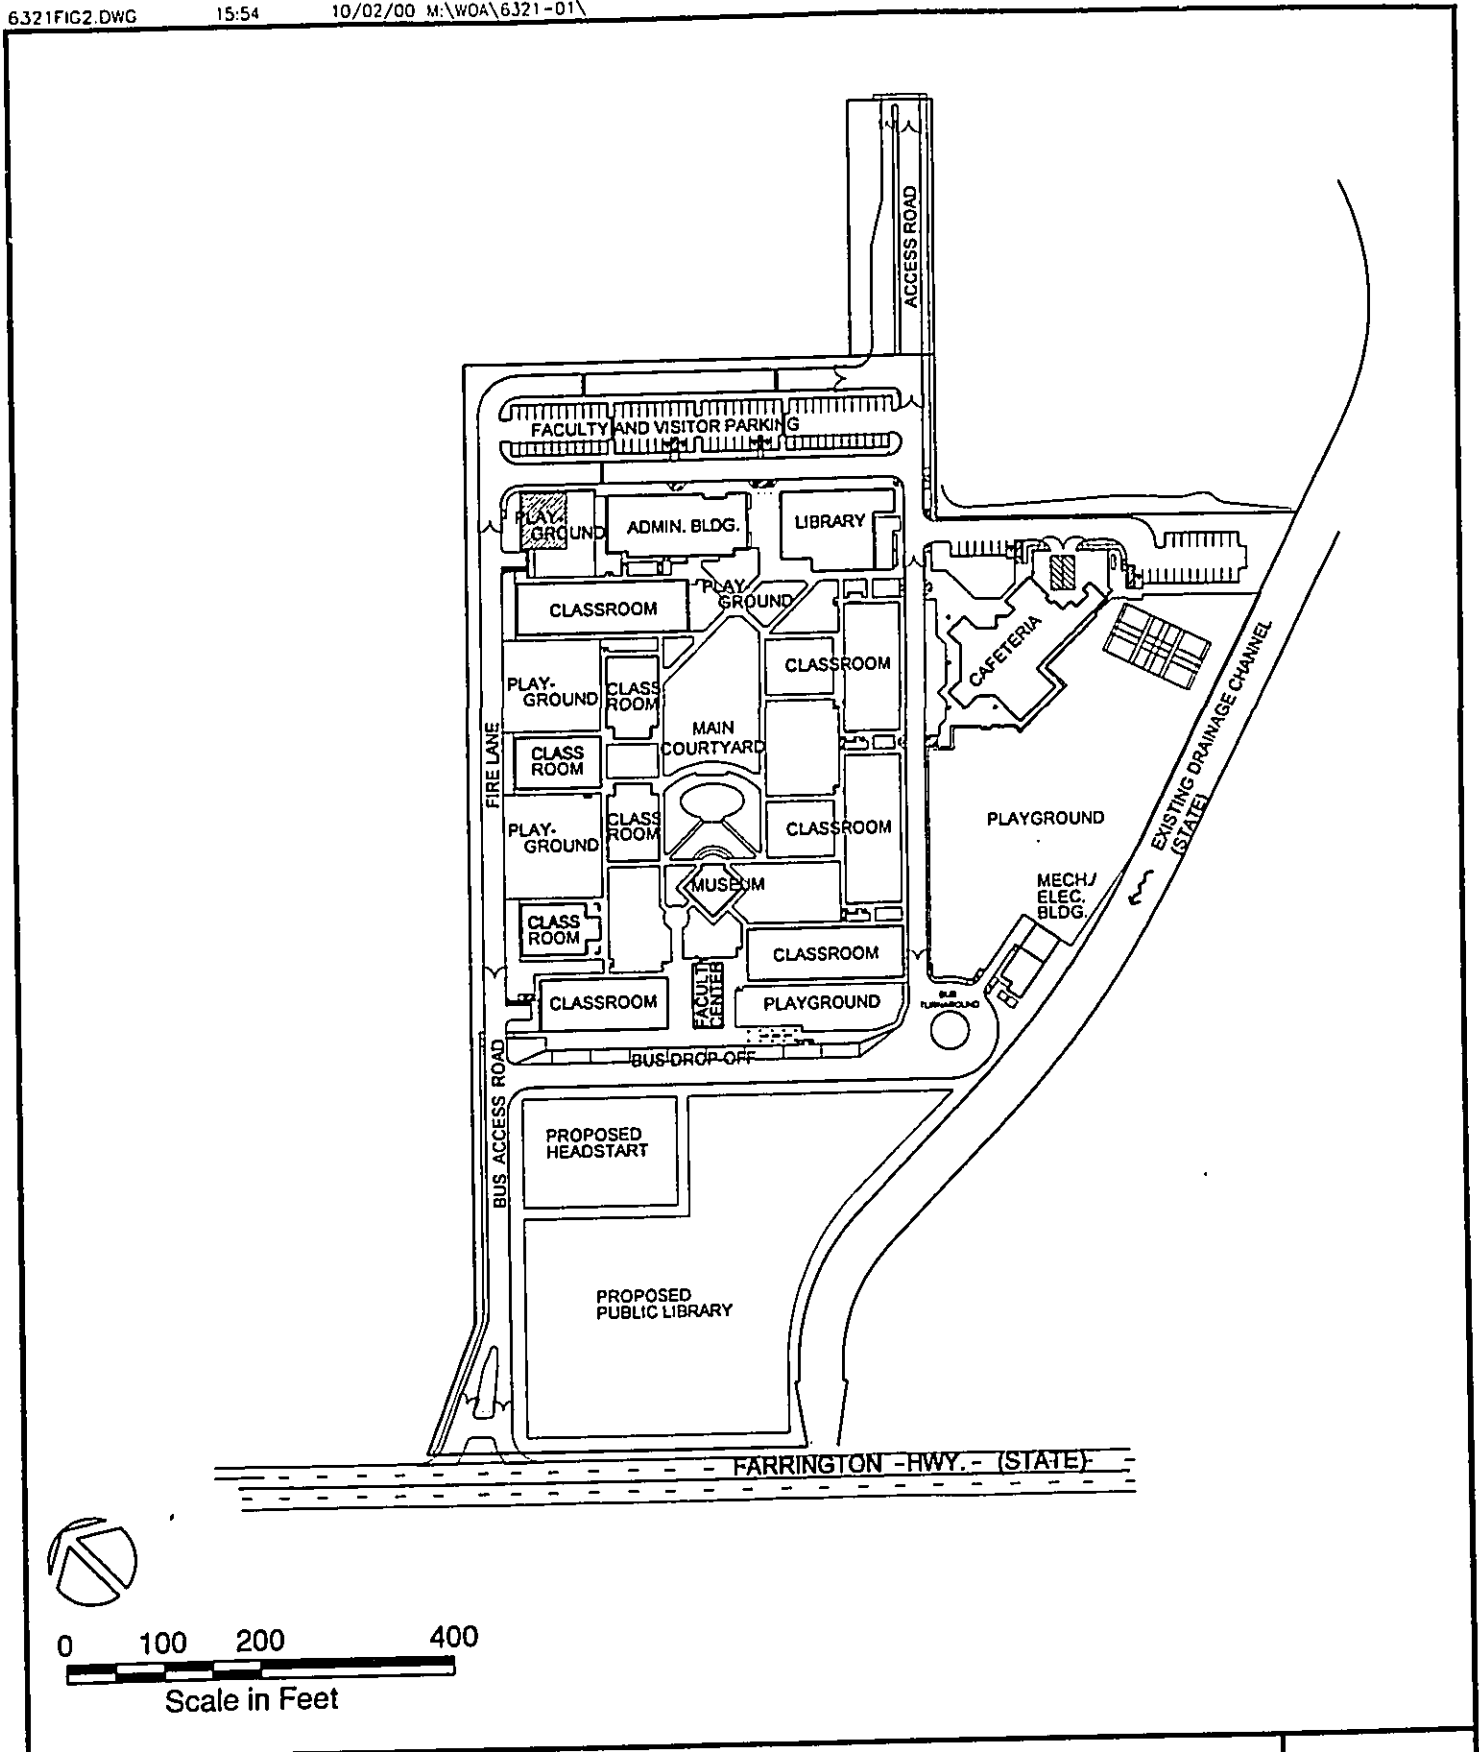 6321FIG2.DWG 15:54 10/02/00 M:\WOA\6321-01\
ACCESS ROAD
FACULTY AND VISITOR PARKING
PLAY-
GROUND
ADMIN. BLDG.
LIBRARY
CLASSROOM
PLAY-
GROUND
CLASSROOM
CAFETERIA
PLAY-
GROUND
CLASS
ROOM
MAIN
COURTYARD
CLASS
ROOM
FIRE LANE
EXISTING DRAINAGE CHANNEL
(STATE)
PLAY-
GROUND
CLASS
ROOM
CLASSROOM
PLAYGROUND
MUSEUM
MECH./
ELEC.
BLDG.
CLASS
ROOM
CLASSROOM
CLASSROOM
FACULT
CENTER
PLAYGROUND
BUS
TURNAROUND
BUS DROP-OFF
BUS ACCESS ROAD
PROPOSED
HEADSTART
PROPOSED
PUBLIC LIBRARY
FARRINGTON -HWY.- (STATE)
0 100 200 400
Scale in Feet